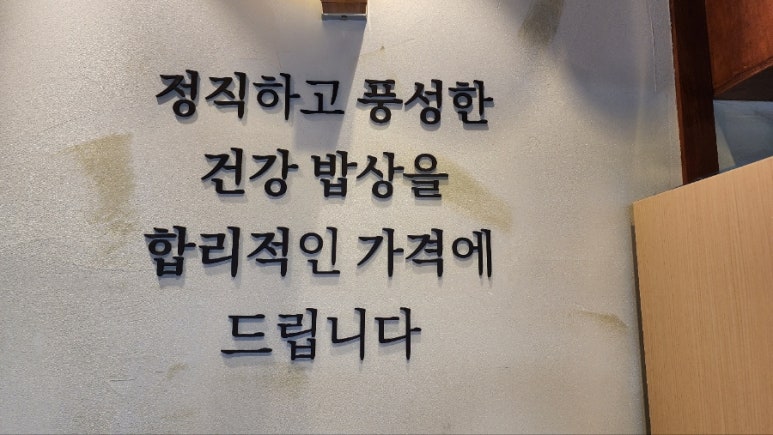 정직하고 풍성한
건강 밥상을
합리적인 가격에
드립니다